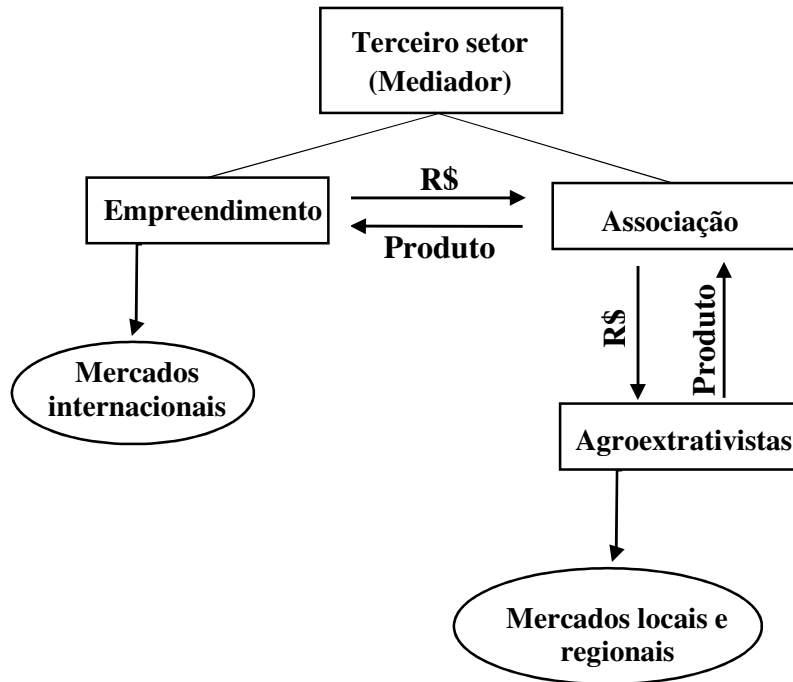 Terceiro setor
(Mediador)
Empreendimento
R$
Produto
Associação
R$
Produto
Mercados
internacionais
Agroextrativistas
Mercados locais e
regionais